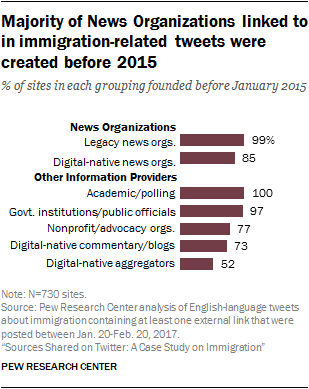 Majority of News Organizations linked to
in immigration-related tweets were
created before 2015
% of sites in each grouping founded before January 2015
News Organizations
Legacy news orgs. 99%
Digital-native news orgs. 85
Other Information Providers
Academic/polling 100
Govt. institutions/public officials 97
Nonprofit/advocacy orgs. 77
Digital-native commentary/blogs 73
Digital-native aggregators 52
Note: N=730 sites.
Source: Pew Research Center analysis of English-language tweets
about immigration containing at least one external link that were
posted between Jan. 20-Feb. 20, 2017.
“Sources Shared on Twitter: A Case Study on Immigration”
PEW RESEARCH CENTER